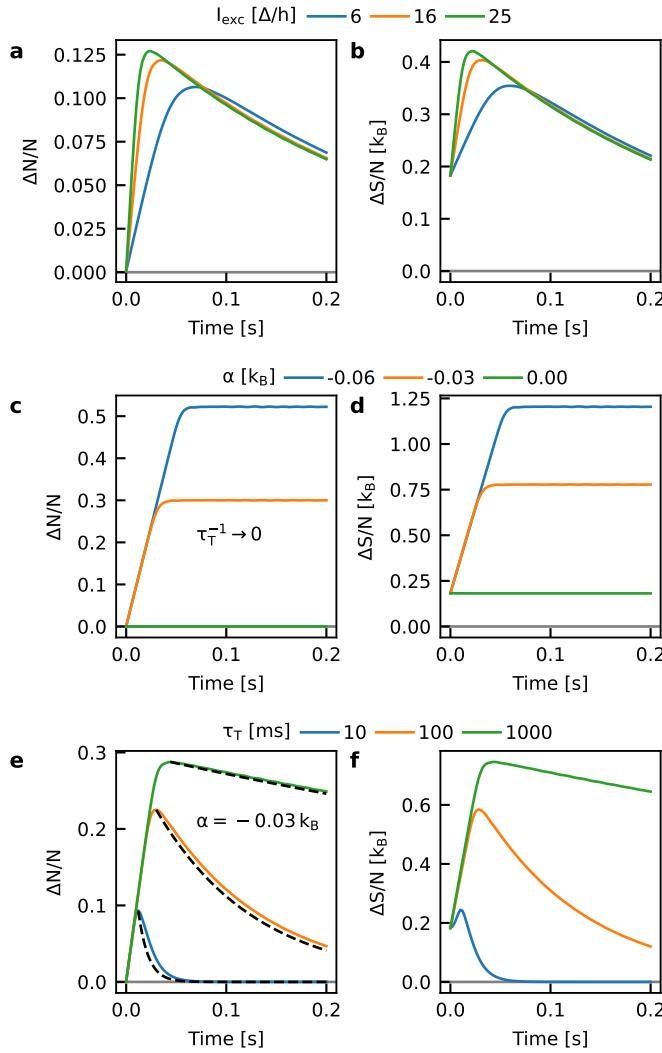 I_exc [Δ/h] 6 16 25
a
b
0.125
0.100
0.075
0.050
0.025
0.000
ΔN/N
0.4
0.3
0.2
0.1
0.0
ΔS/N [k_B]
0.0 0.1 0.2
0.0 0.1 0.2
Time [s]
Time [s]
α [k_B] -0.06 -0.03 0.00
c
d
0.5
0.4
0.3
0.2
0.1
0.0
ΔN/N
τ_T^{-1} → 0
1.25
1.00
0.75
0.50
0.25
0.00
ΔS/N [k_B]
0.0 0.1 0.2
0.0 0.1 0.2
Time [s]
Time [s]
τ_T [ms] 10 100 1000
e
f
0.3
0.2
0.1
0.0
ΔN/N
α = −0.03 k_B
0.6
0.4
0.2
0.0
ΔS/N [k_B]
0.0 0.1 0.2
0.0 0.1 0.2
Time [s]
Time [s]